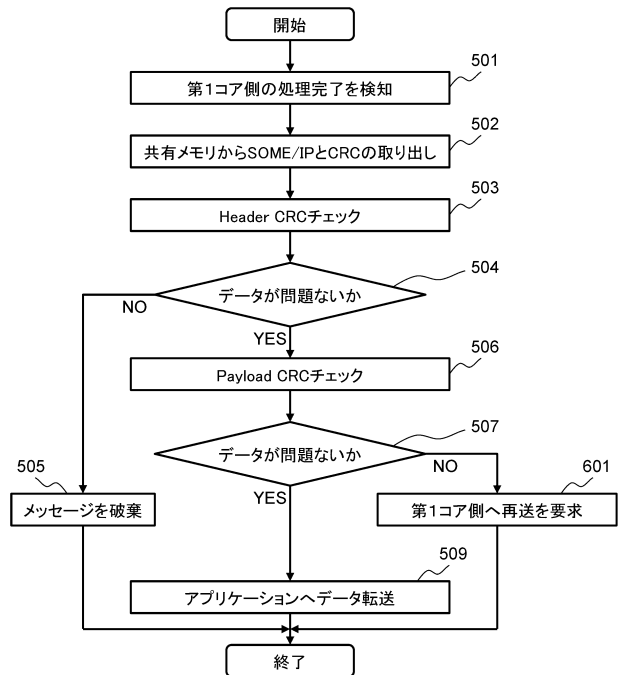 開始
501
第1コア側の処理完了を検知
502
共有メモリからSOME/IPとCRCの取り出し
503
Header CRCチェック
504
データが問題ないか
NO
YES
506
Payload CRCチェック
507
データが問題ないか
NO
YES
505
メッセージを破棄
601
第1コア側へ再送を要求
509
アプリケーションへデータ転送
終了